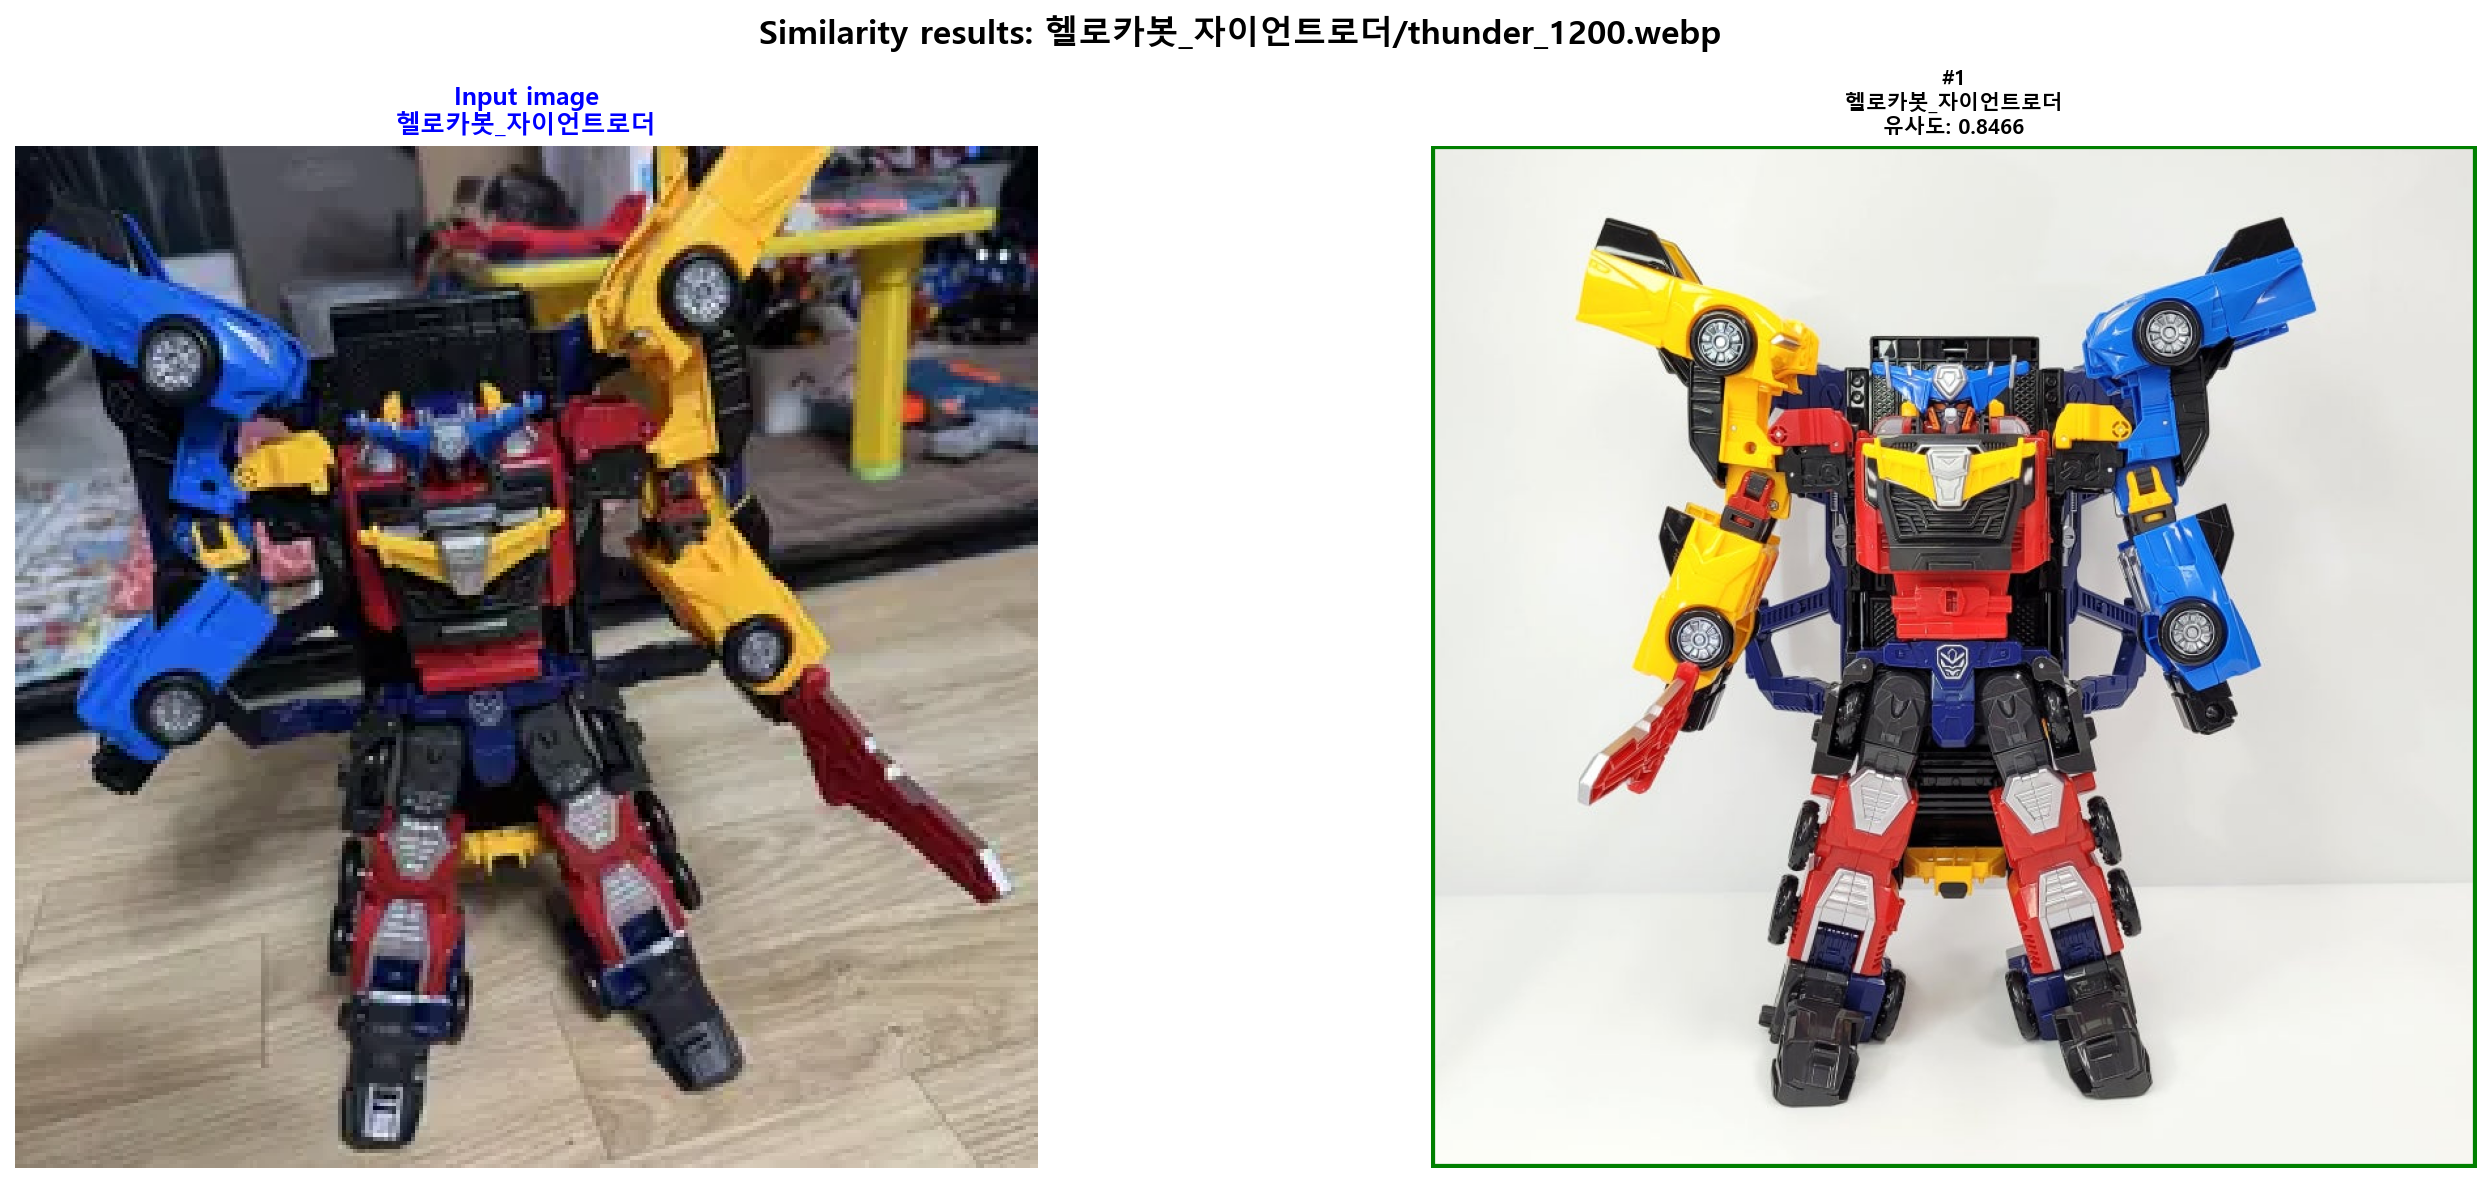 Similarity results: 헬로카봇_자이언트로더/thunder_1200.webp
Input image
헬로카봇_자이언트로더
#1
헬로카봇_자이언트로더
유사도: 0.8466